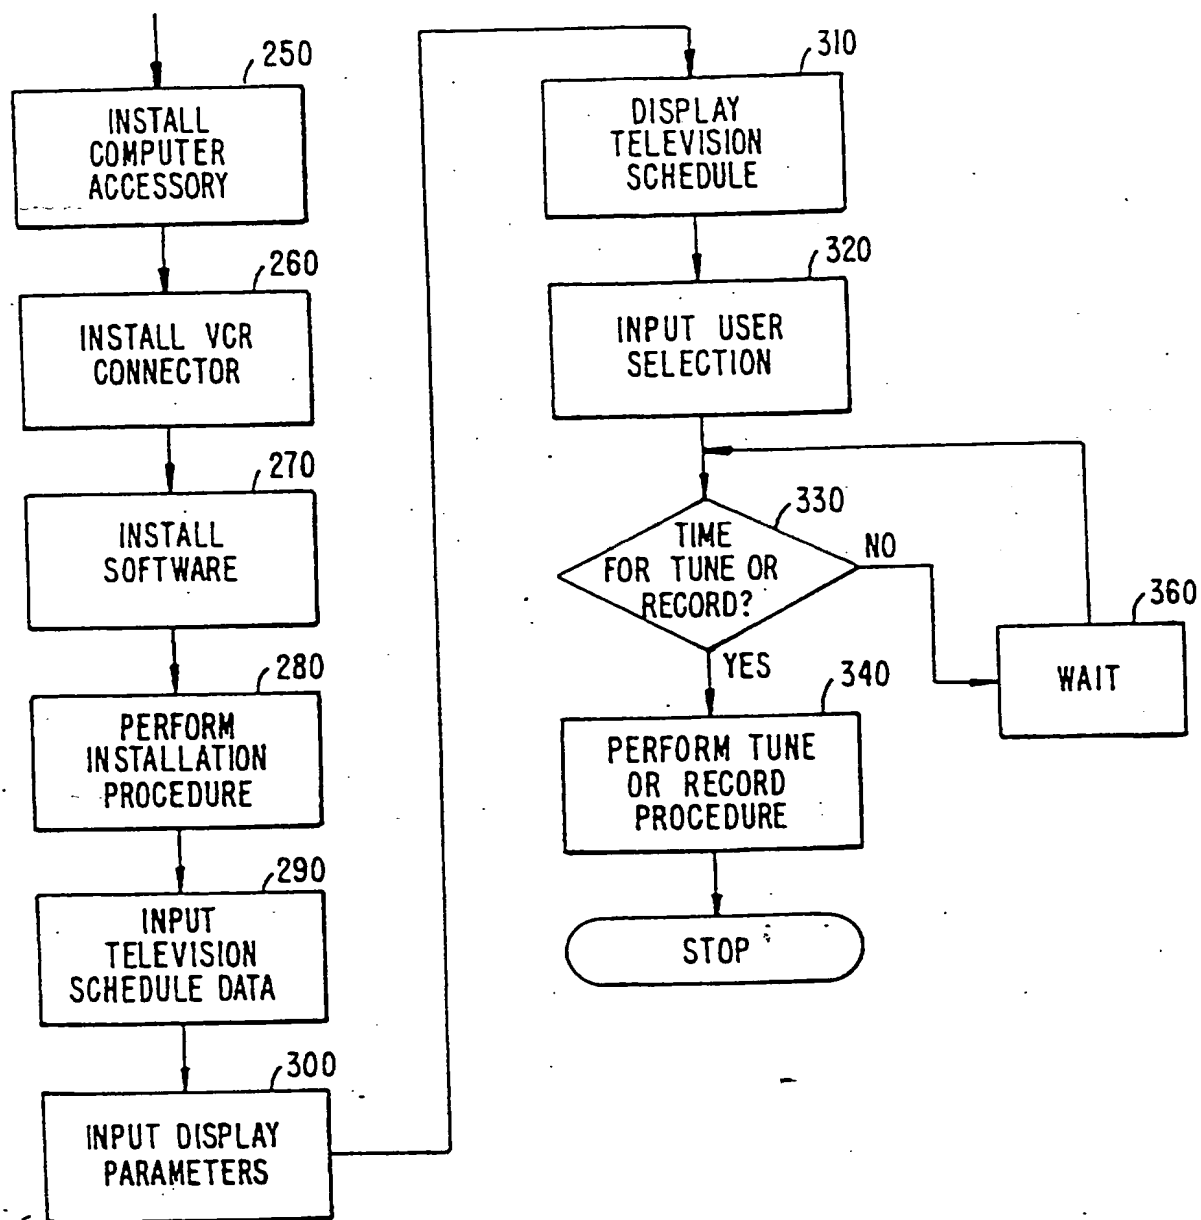 250
INSTALL
COMPUTER
ACCESSORY
260
INSTALL VCR
CONNECTOR
270
INSTALL
SOFTWARE
280
PERFORM
INSTALLATION
PROCEDURE
290
INPUT
TELEVISION
SCHEDULE DATA
300
INPUT DISPLAY
PARAMETERS
310
DISPLAY
TELEVISION
SCHEDULE
320
INPUT USER
SELECTION
330
TIME
FOR TUNE OR
RECORD?
NO
360
WAIT
YES
340
PERFORM TUNE
OR RECORD
PROCEDURE
STOP